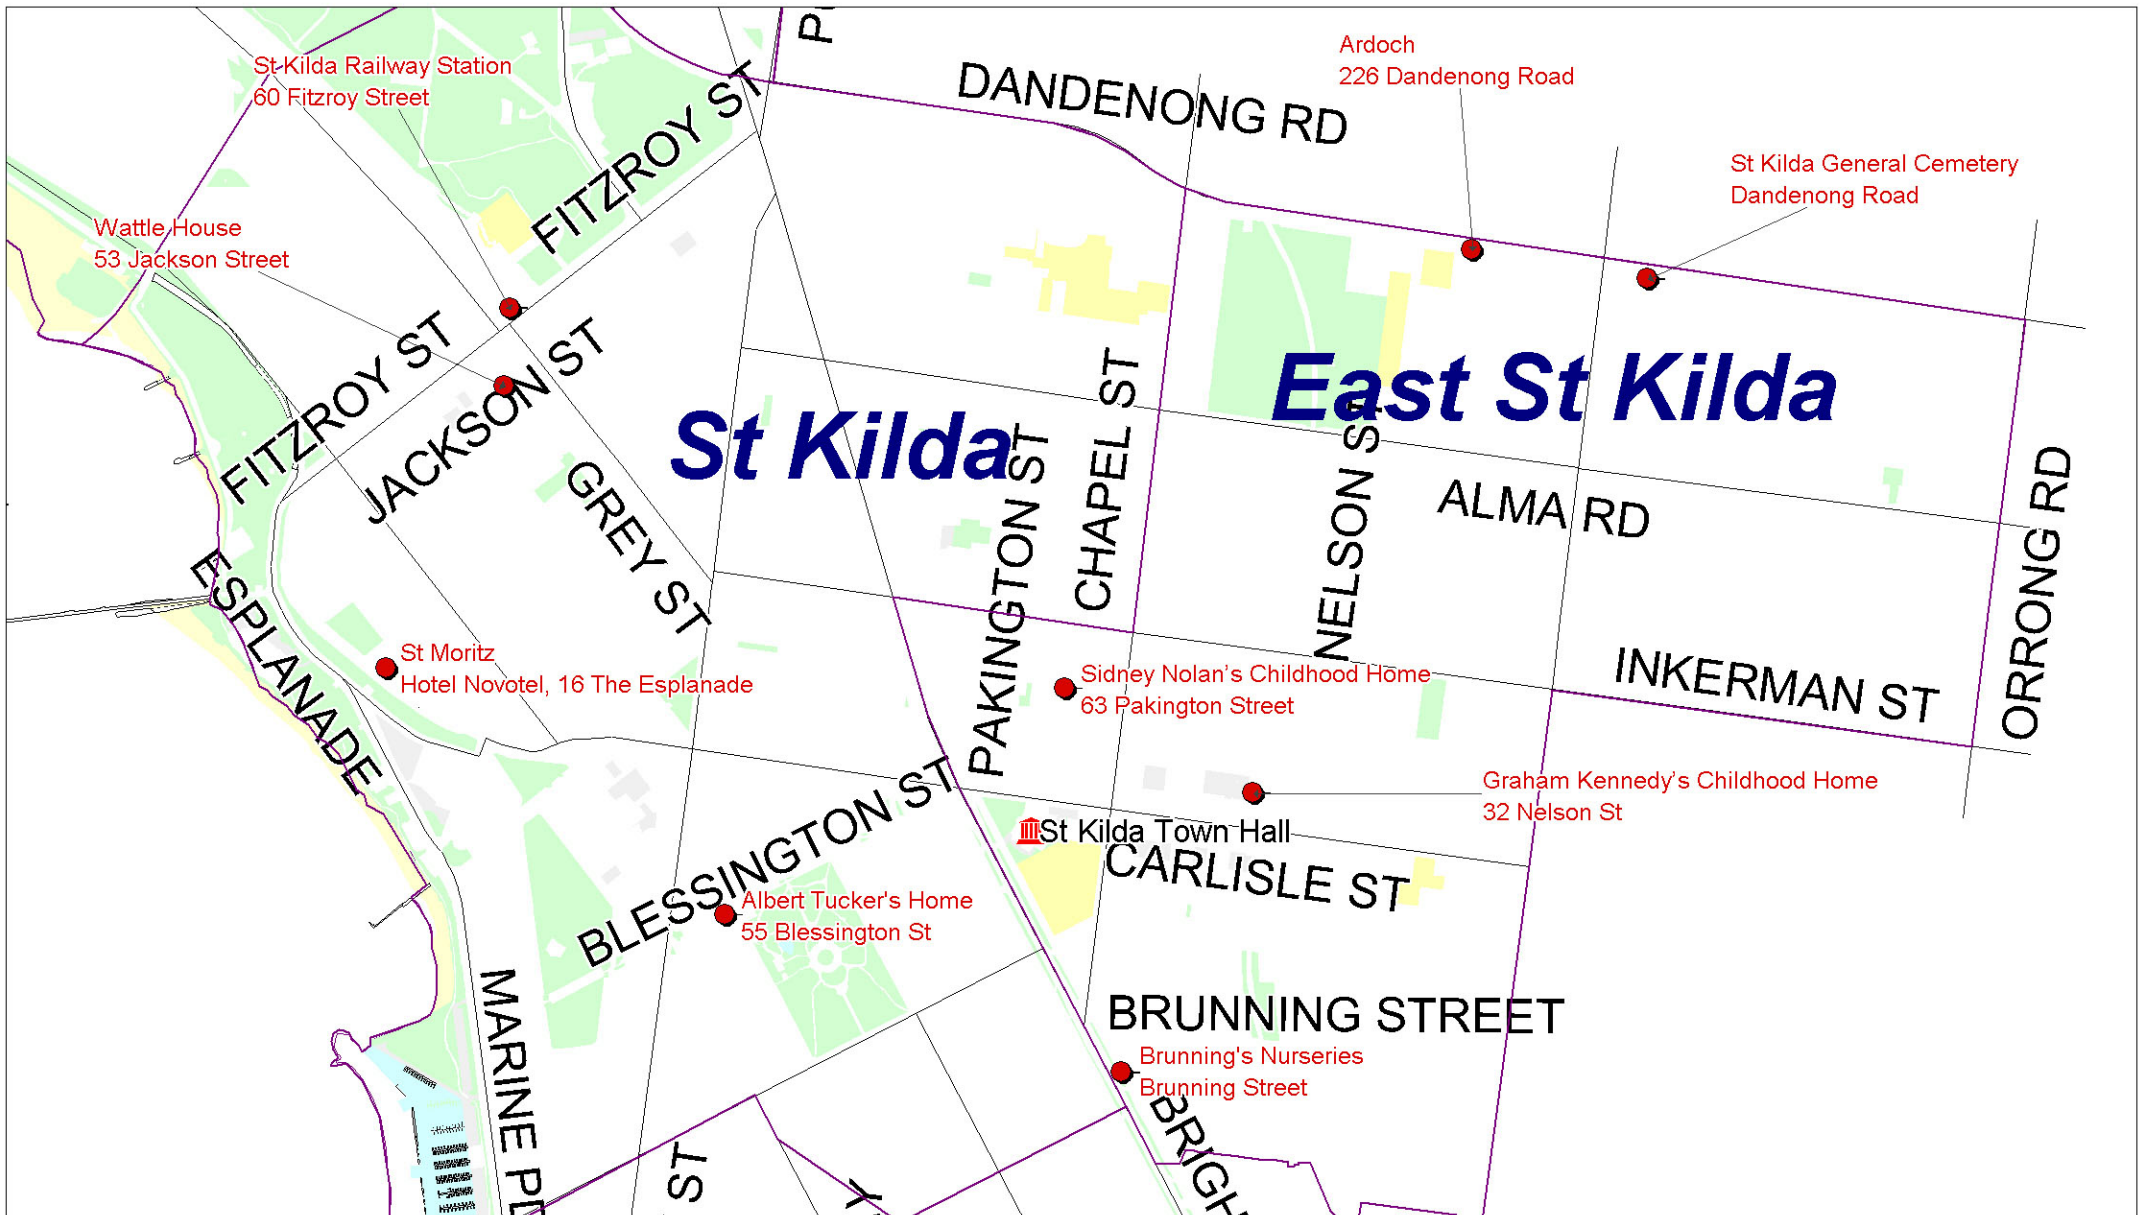 DANDENONG RD
Ardoch
226 Dandenong Road
St Kilda Railway Station
60 Fitzroy Street
FITZROY ST
St Kilda General Cemetery
Dandenong Road
Wattle House
53 Jackson Street
FITZROY ST
JACKSON ST
St Kilda
East St Kilda
GREY ST
PAKINGTON ST
CHAPEL ST
NELSON ST
ALMA RD
ORRONG RD
ESPLANADE
St Moritz
Hotel Novotel, 16 The Esplanade
Sidney Nolan’s Childhood Home
63 Pakington Street
INKERMAN ST
Graham Kennedy’s Childhood Home
32 Nelson St
St Kilda Town Hall
CARLISLE ST
BLESSINGTON ST
Albert Tucker's Home
55 Blessington St
MARINE PD
BRUNNING STREET
Brunning's Nurseries
Brunning Street
BRIGH
ST
Y